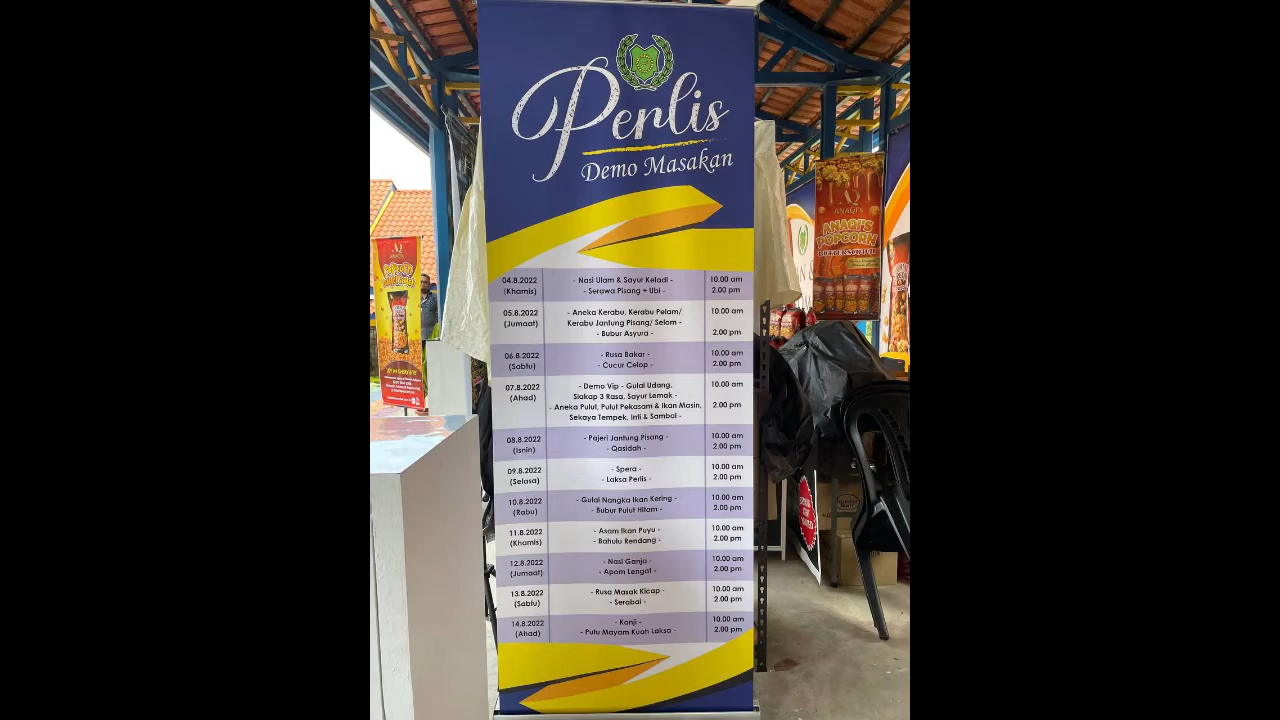 Perlis
Demo Masakan
04.8.2022 - Nasi Ulam & Sayur Keladi - 10.00 am
(Khamis) - Serawa Pisang + Ubi - 2.00 pm
05.8.2022 - Aneka Kerabu, Kerabu Pelam/ 10.00 am
(Jumaat) Kerabu Jantung Pisang/ Selom -
- Bubur Asyura - 2.00 pm
06.8.2022 - Rusa Bakar - 10.00 am
(Sabtu) - Cucur Celop - 2.00 pm
07.8.2022 - Demo Vip - Gulai Udang, 10.00 am
(Ahad) Siakap 3 Rasa, Sayur Lemak -
- Aneka Pulut, Pulut Pekasam & Ikan Masin, 2.00 pm
Sekaya Tempek, Inti & Sambal -
08.8.2022 - Pajeri Jantung Pisang - 10.00 am
(Isnin) - Qasidah - 2.00 pm
09.8.2022 - Spera - 10.00 am
(Selasa) - Laksa Perlis - 2.00 pm
10.8.2022 - Gulai Nangka Ikan Kering - 10.00 am
(Rabu) - Bubur Pulut Hitam - 2.00 pm
11.8.2022 - Asam Ikan Puyu - 10.00 am
(Khamis) - Bahulu Rendang - 2.00 pm
12.8.2022 - Nasi Ganja - 10.00 am
(Jumaat) - Apom Lengat - 2.00 pm
13.8.2022 - Rusa Masak Kicap - 10.00 am
(Sabtu) - Serabai - 2.00 pm
14.8.2022 - Kanji - 10.00 am
(Ahad) - Putu Mayam Kuah Laksa - 2.00 pm
ANAQI'S
ANAQI'S
POPCORN
BUTTERSCOTCH
POPCORN